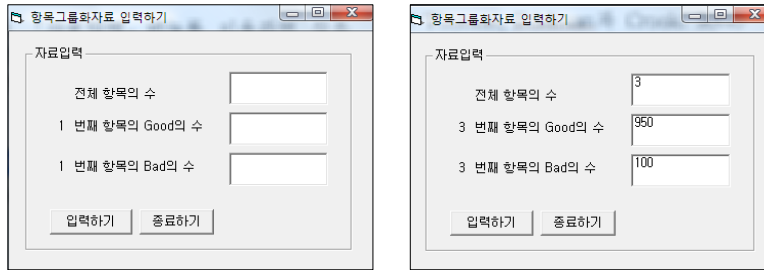 항목그룹화자료 입력하기
자료입력
전체 항목의 수
1 번째 항목의 Good의 수
1 번째 항목의 Bad의 수
입력하기 종료하기
항목그룹화자료 입력하기
자료입력
전체 항목의 수 3
3 번째 항목의 Good의 수 950
3 번째 항목의 Bad의 수 100
입력하기 종료하기